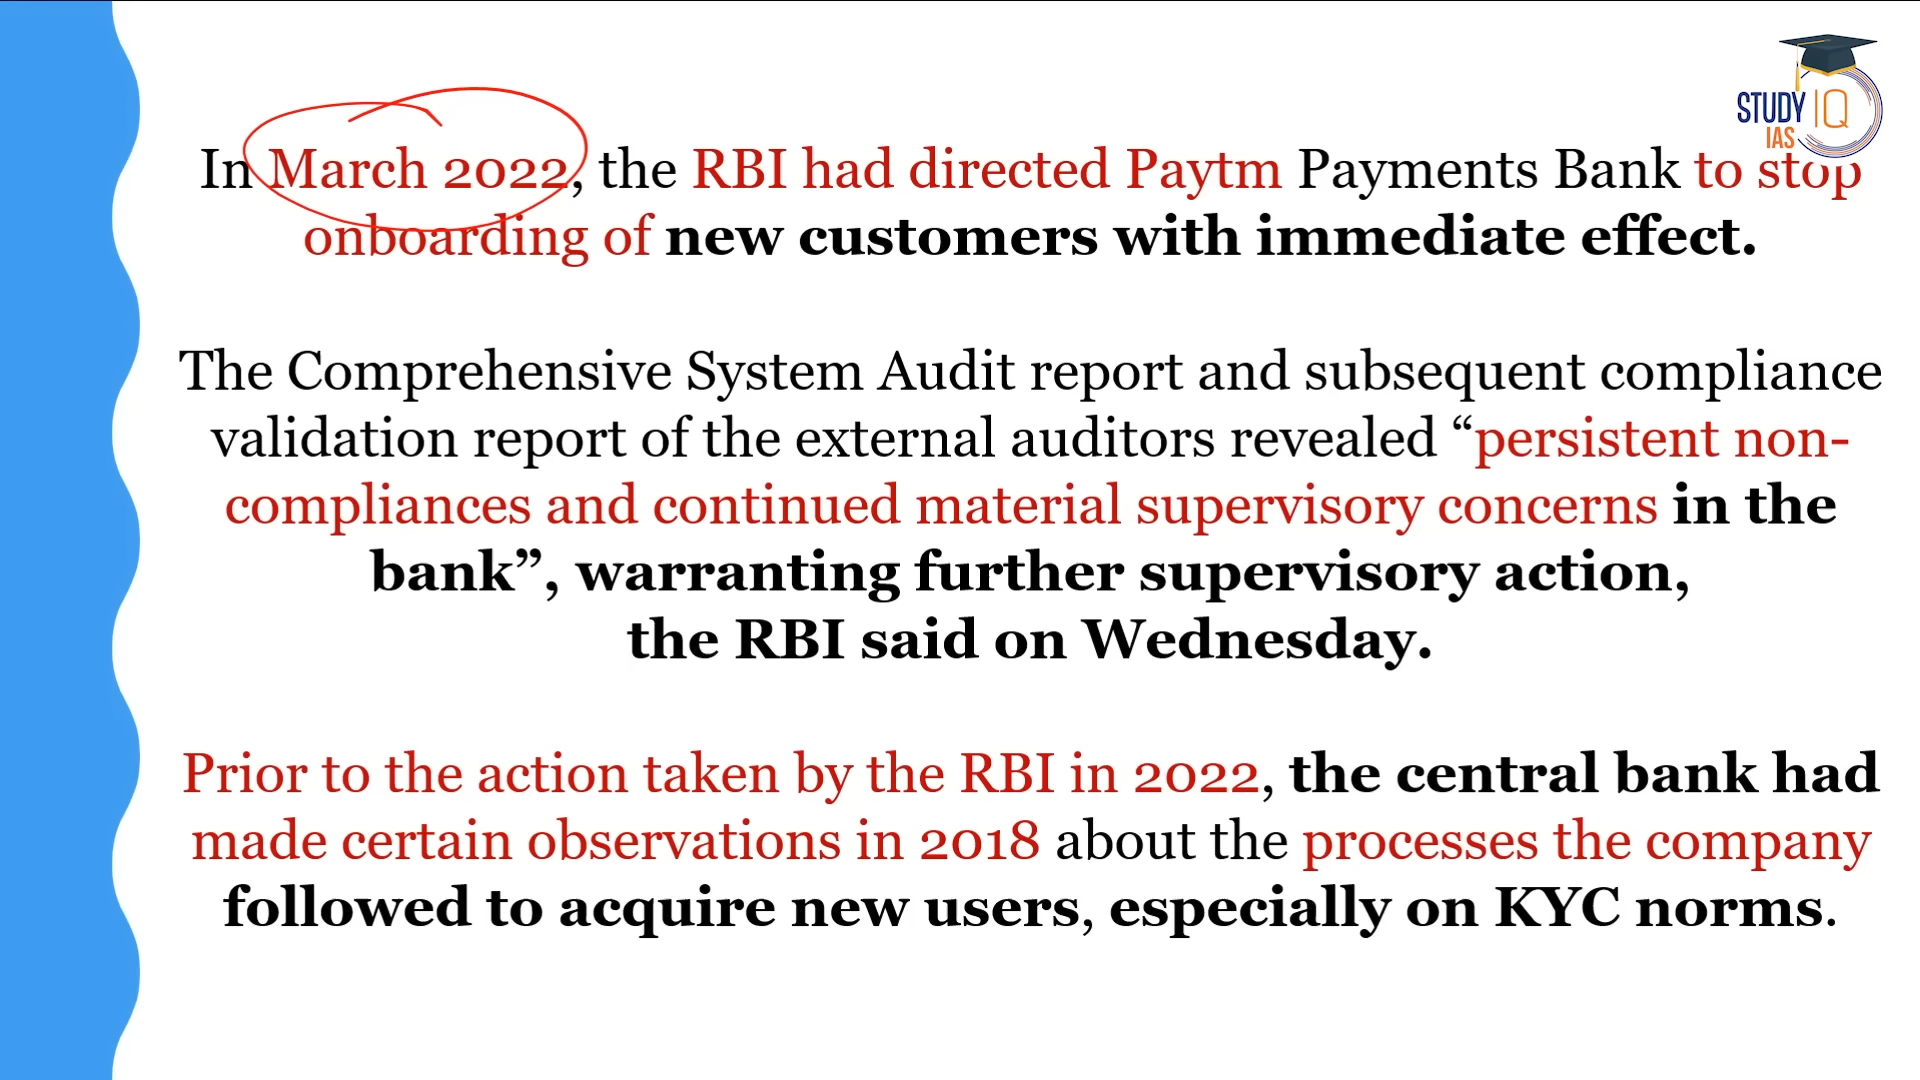 STUDY IQ
IAS
In March 2022, the RBI had directed Paytm Payments Bank to stop
onboarding of new customers with immediate effect.
The Comprehensive System Audit report and subsequent compliance
validation report of the external auditors revealed “persistent non-
compliances and continued material supervisory concerns in the
bank”, warranting further supervisory action,
the RBI said on Wednesday.
Prior to the action taken by the RBI in 2022, the central bank had
made certain observations in 2018 about the processes the company
followed to acquire new users, especially on KYC norms.